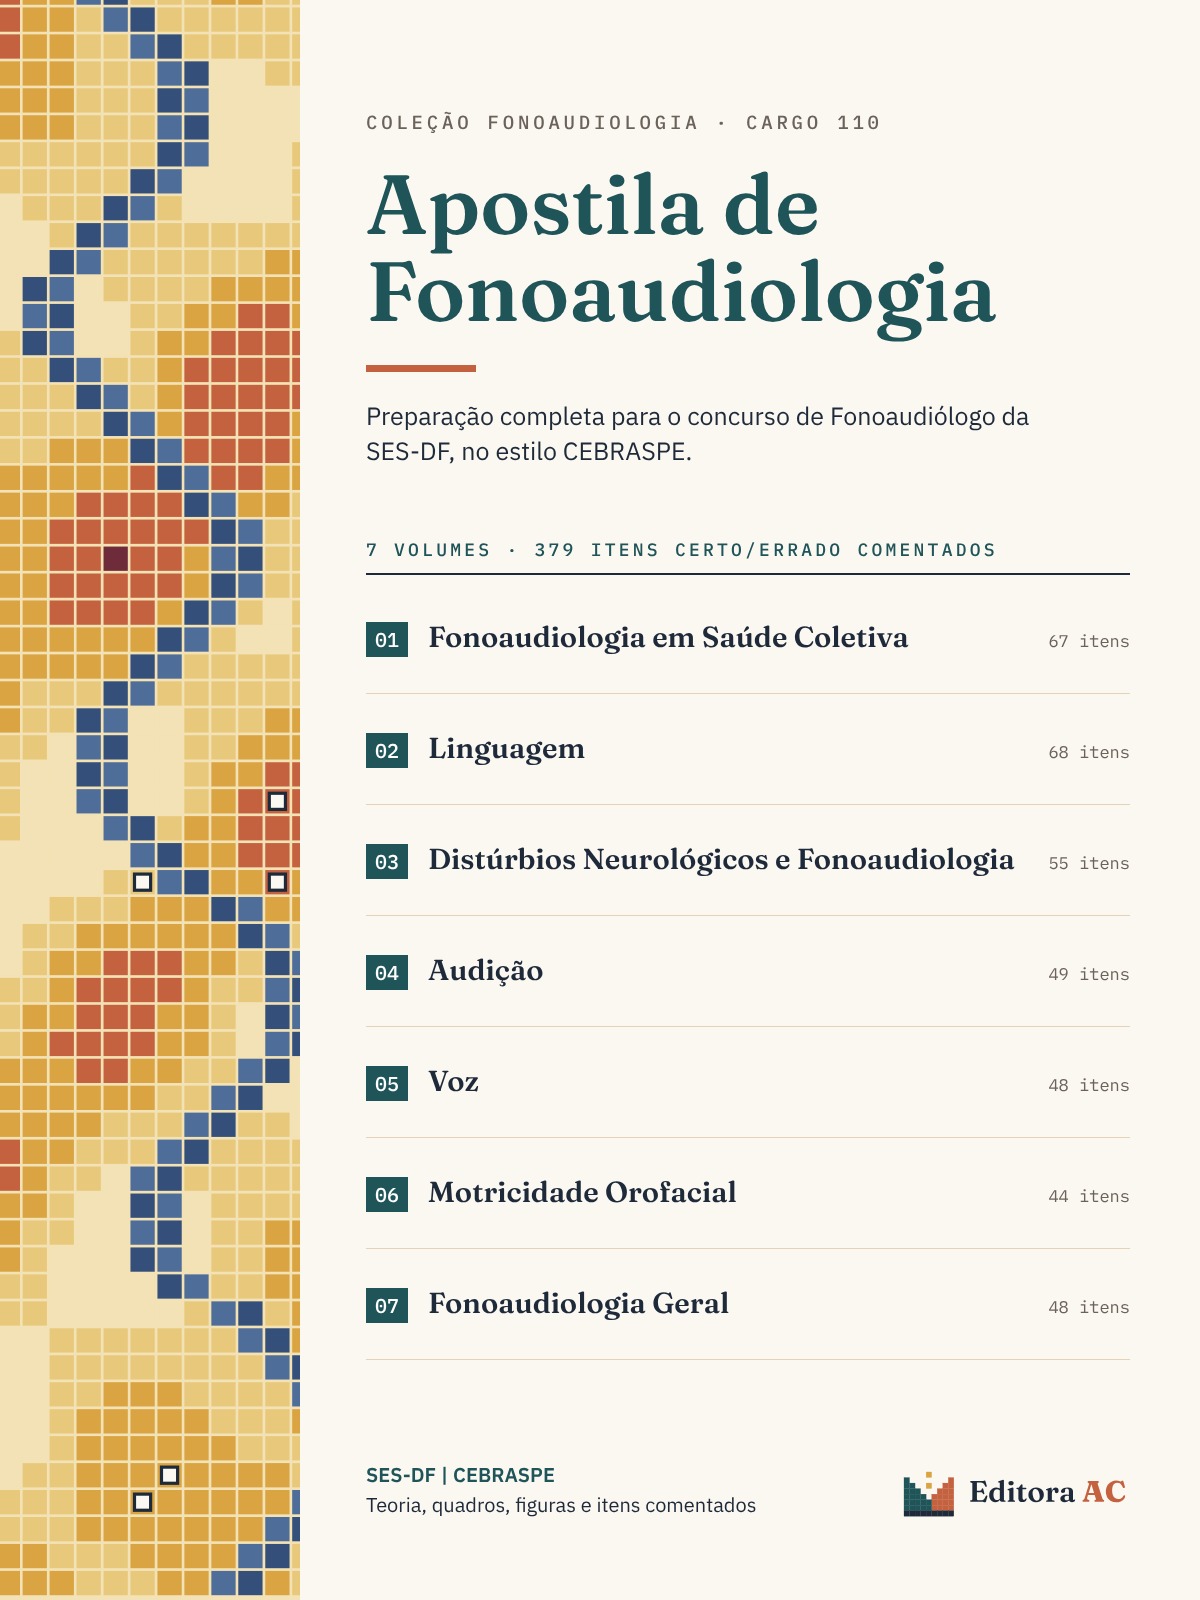 COLEÇÃO FONOAUDIOLOGIA · CARGO 110
Apostila de
Fonoaudiologia
Preparação completa para o concurso de Fonoaudiólogo da
SES-DF, no estilo CEBRASPE.
7 VOLUMES · 379 ITENS CERTO/ERRADO COMENTADOS
01 Fonoaudiologia em Saúde Coletiva 67 itens
02 Linguagem 68 itens
03 Distúrbios Neurológicos e Fonoaudiologia 55 itens
04 Audição 49 itens
05 Voz 48 itens
06 Motricidade Orofacial 44 itens
07 Fonoaudiologia Geral 48 itens
SES-DF | CEBRASPE
Teoria, quadros, figuras e itens comentados
Editora AC